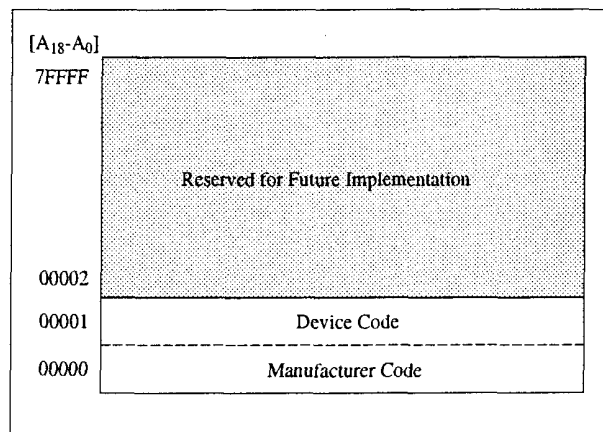 [A18-A0]
7FFFF
Reserved for Future Implementation
00002
00001 Device Code
00000 Manufacturer Code